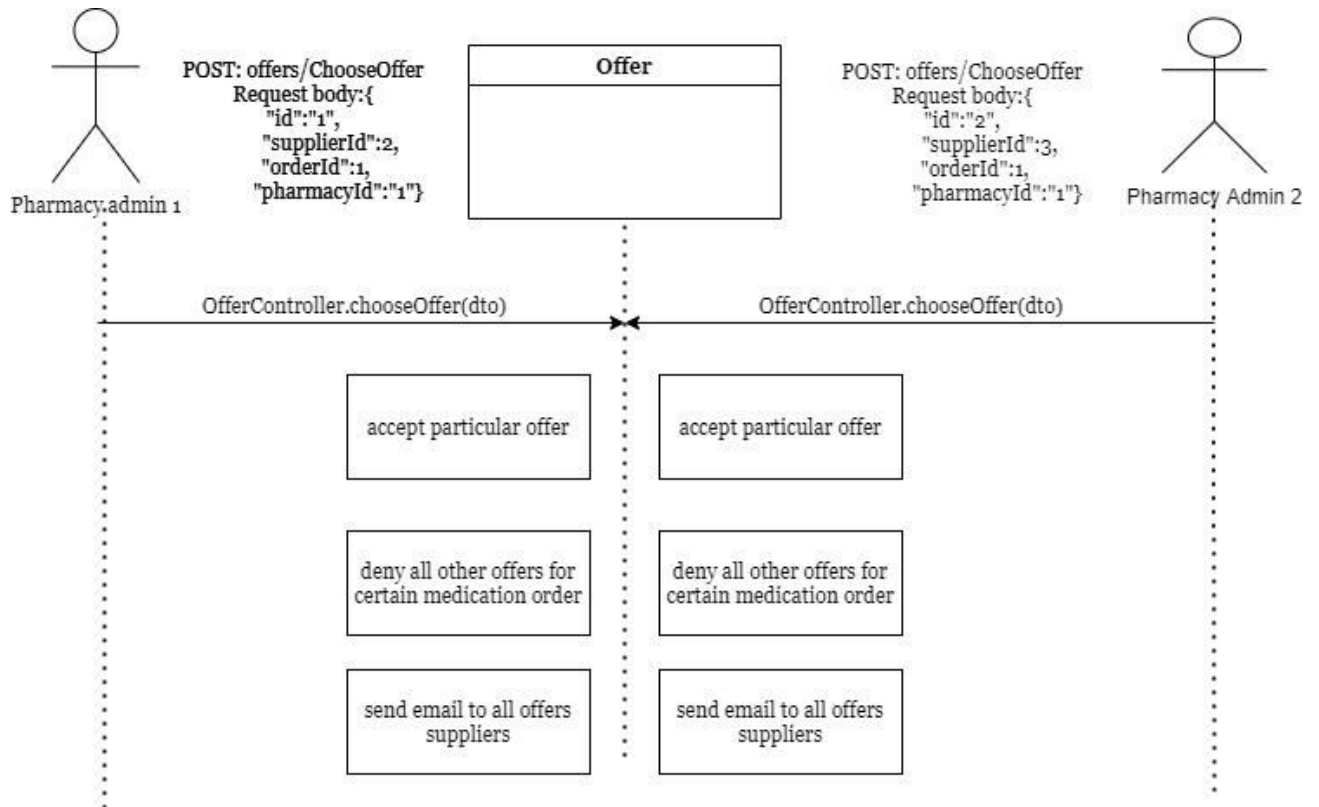 POST: offers/ChooseOffer
Request body:{
"id":"1",
"supplierId":2,
"orderId":1,
"pharmacyId":"1"}
Pharmacy admin 1
Offer
POST: offers/ChooseOffer
Request body:{
"id":"2",
"supplierId":3,
"orderId":1,
"pharmacyId":"1"}
Pharmacy Admin 2
OfferController.chooseOffer(dto)
OfferController.chooseOffer(dto)
accept particular offer
accept particular offer
deny all other offers for
certain medication order
deny all other offers for
certain medication order
send email to all offers
suppliers
send email to all offers
suppliers